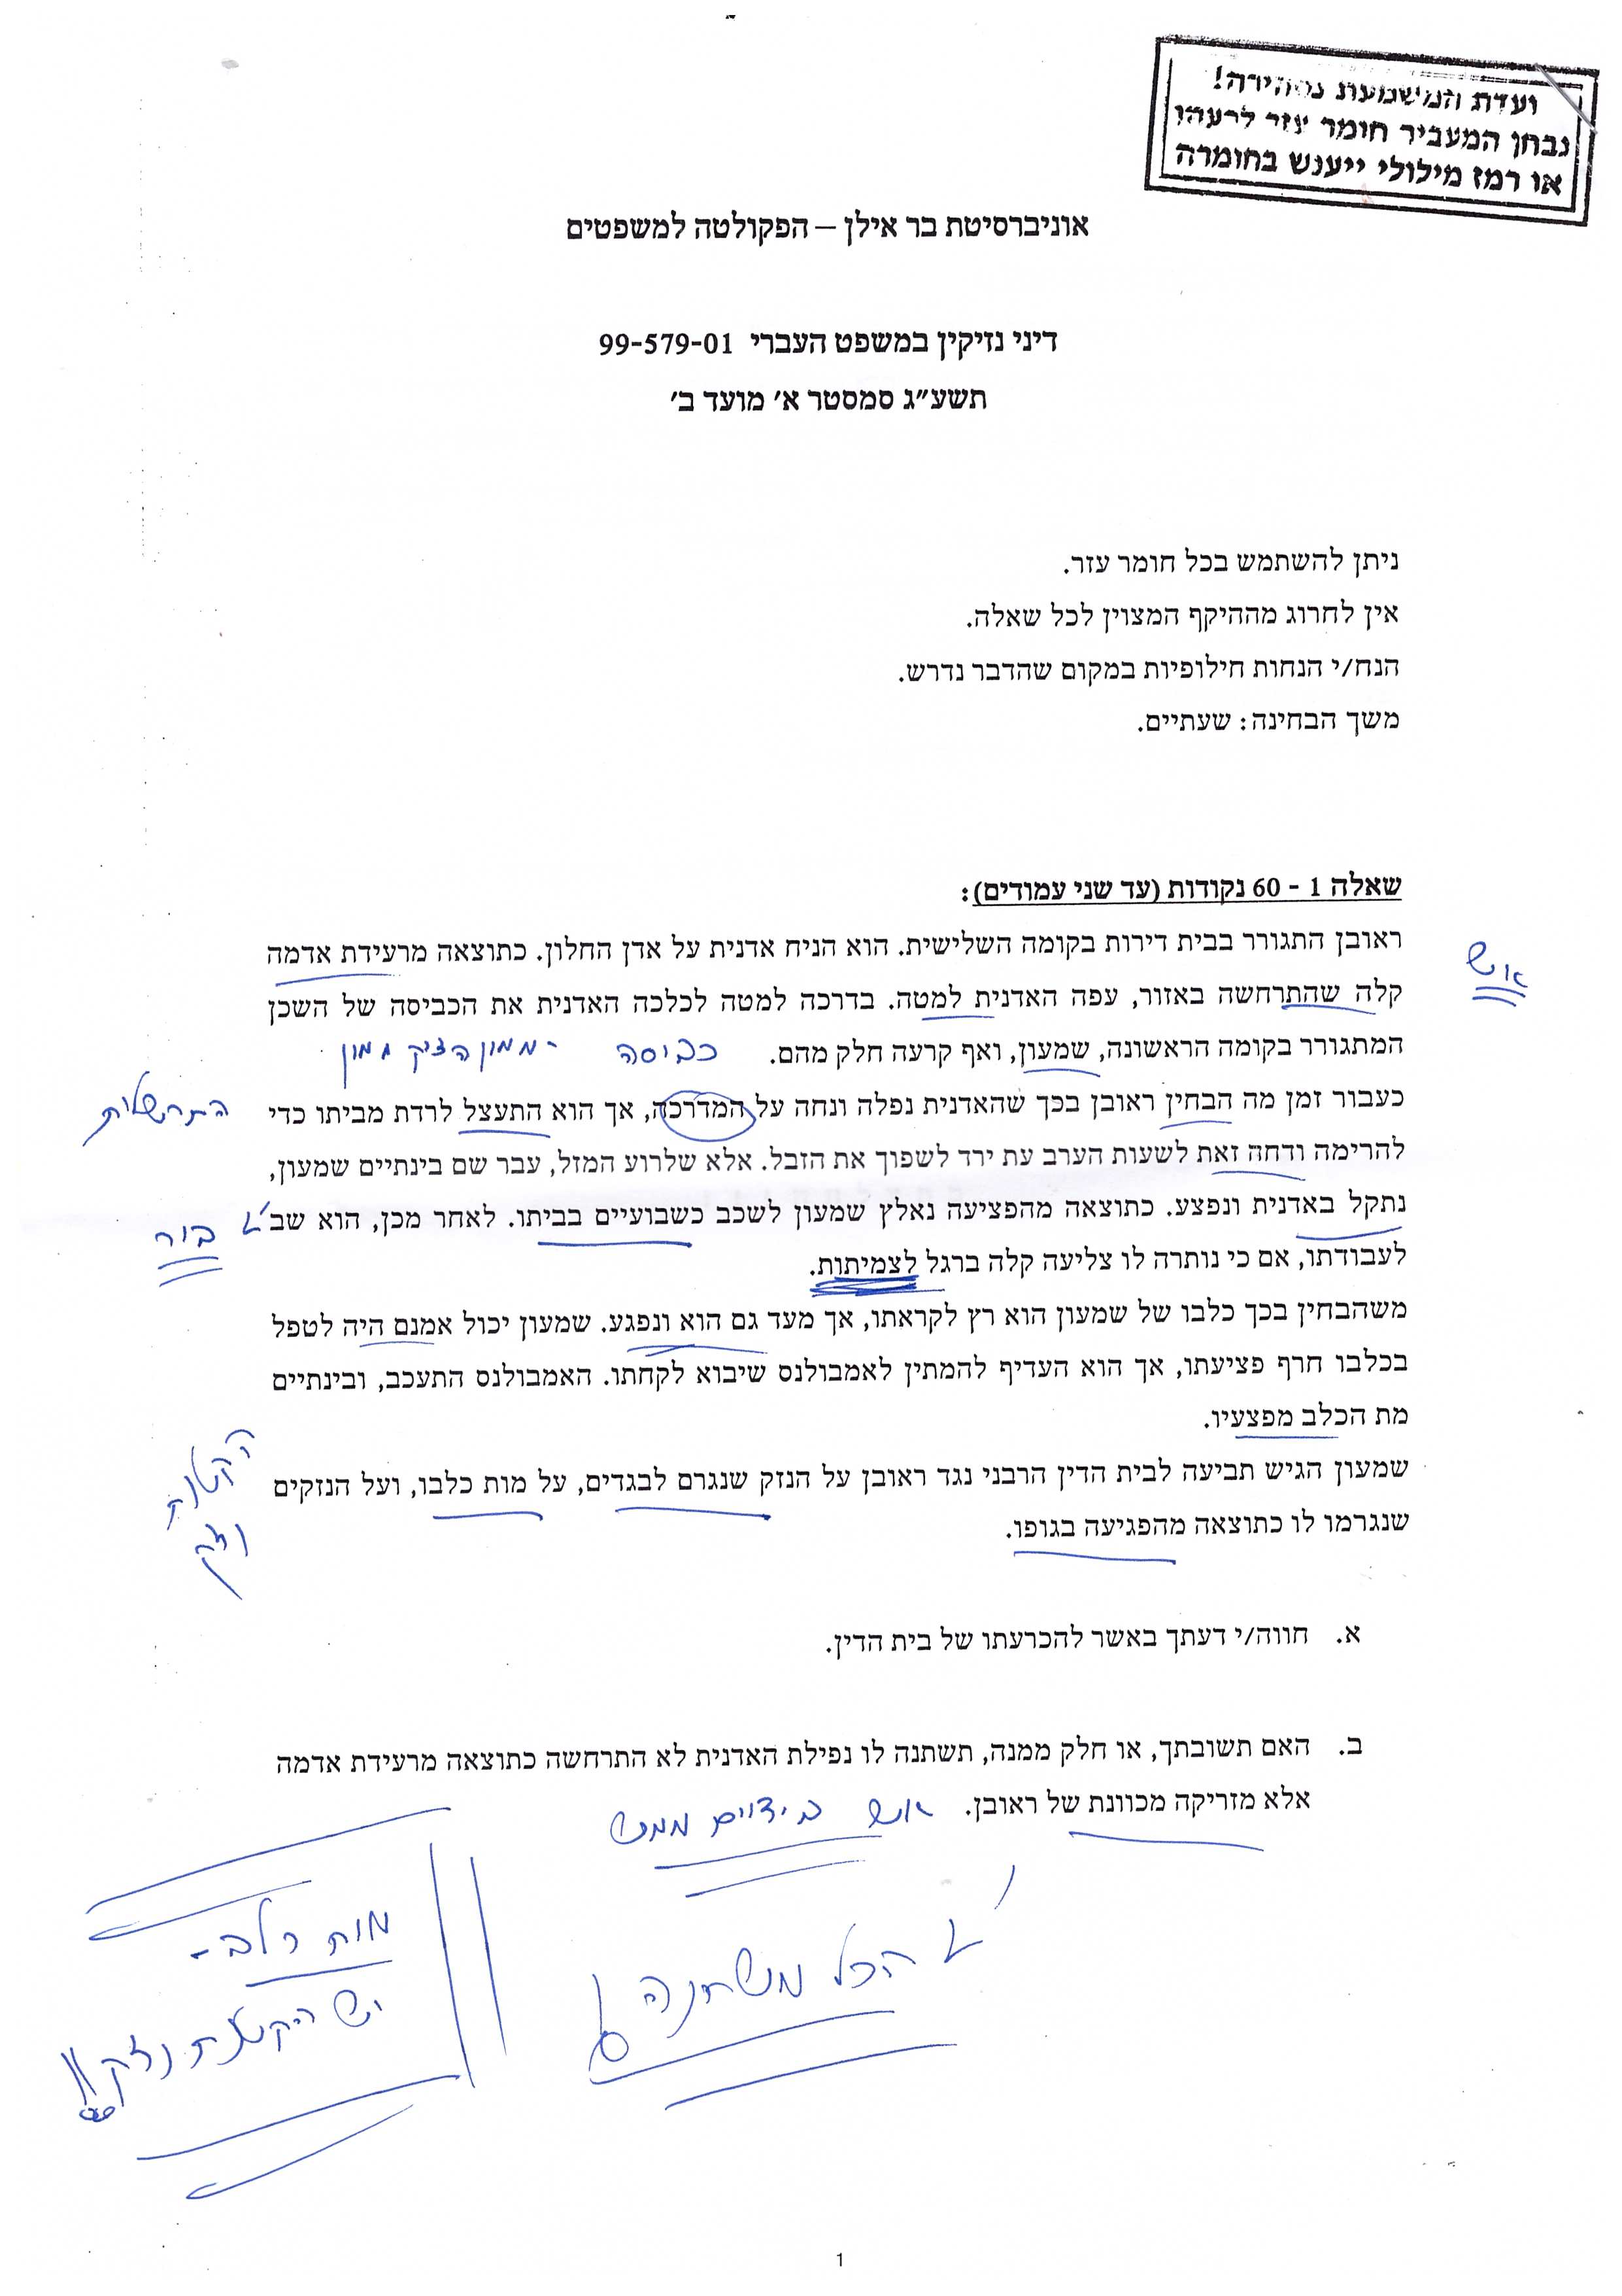 ועדת המשמעת מזהירה!
נבחן המעביר חומר עזר לרעהו
או רמז מילולי ייענש בחומרה
אוניברסיטת בר אילן – הפקולטה למשפטים
דיני נזיקין במשפט העברי 99-579-01
תשע״ג סמסטר א׳ מועד ב׳
ניתן להשתמש בכל חומר עזר.
אין לחרוג מההיקף המצוין לכל שאלה.
הנח/י הנחות חילופיות במקום שהדבר נדרש.
משך הבחינה: שעתיים.
שאלה 1 - 60 נקודות (עד שני עמודים):
ראובן התגורר בבית דירות בקומה השלישית. הוא הניח אדנית על אדן החלון. כתוצאה מרעידת אדמה
אש
קלה שהתרחשה באזור, עפה האדנית למטה. בדרכה למטה לכלכה האדנית את הכביסה של השכן
המתגורר בקומה הראשונה, שמעון, ואף קרעה חלק מהם.
כביסה - ממון הזיק ממון
כעבור זמן מה הבחין ראובן בכך שהאדנית נפלה ונחה על המדרכה, אך הוא התעצל לרדת מביתו כדי
התרשלות
להרימה ודחה זאת לשעות הערב עת ירד לשפוך את הזבל. אלא שלרוע המזל, עבר שם בינתיים שמעון,
נתקל באדנית ונפצע. כתוצאה מהפציעה נאלץ שמעון לשכב כשבועיים בביתו. לאחר מכן, הוא שב
בור
לעבודתו, אם כי נותרה לו צליעה קלה ברגל לצמיתות.
משהבחין בכך כלבו של שמעון הוא רץ לקראתו, אך מעד גם הוא ונפגע. שמעון יכול אמנם היה לטפל
בכלבו חרף פציעתו, אך הוא העדיף להמתין לאמבולנס שיבוא לקחתו. האמבולנס התעכב, ובינתיים
מת הכלב מפצעיו.
הקטנת
נזק
שמעון הגיש תביעה לבית הדין הרבני נגד ראובן על הנזק שנגרם לבגדים, על מות כלבו, ועל הנזקים
שנגרמו לו כתוצאה מהפגיעה בגופו.
א. חווה/י דעתך באשר להכרעתו של בית הדין.
ב. האם תשובתך, או חלק ממנה, תשתנה לו נפילת האדנית לא התרחשה כתוצאה מרעידת אדמה
אלא מזריקה מכוונת של ראובן.
אש בידיים ממש
הכל משתנה
מות כלב -
יש הקטנת נזק!!
1